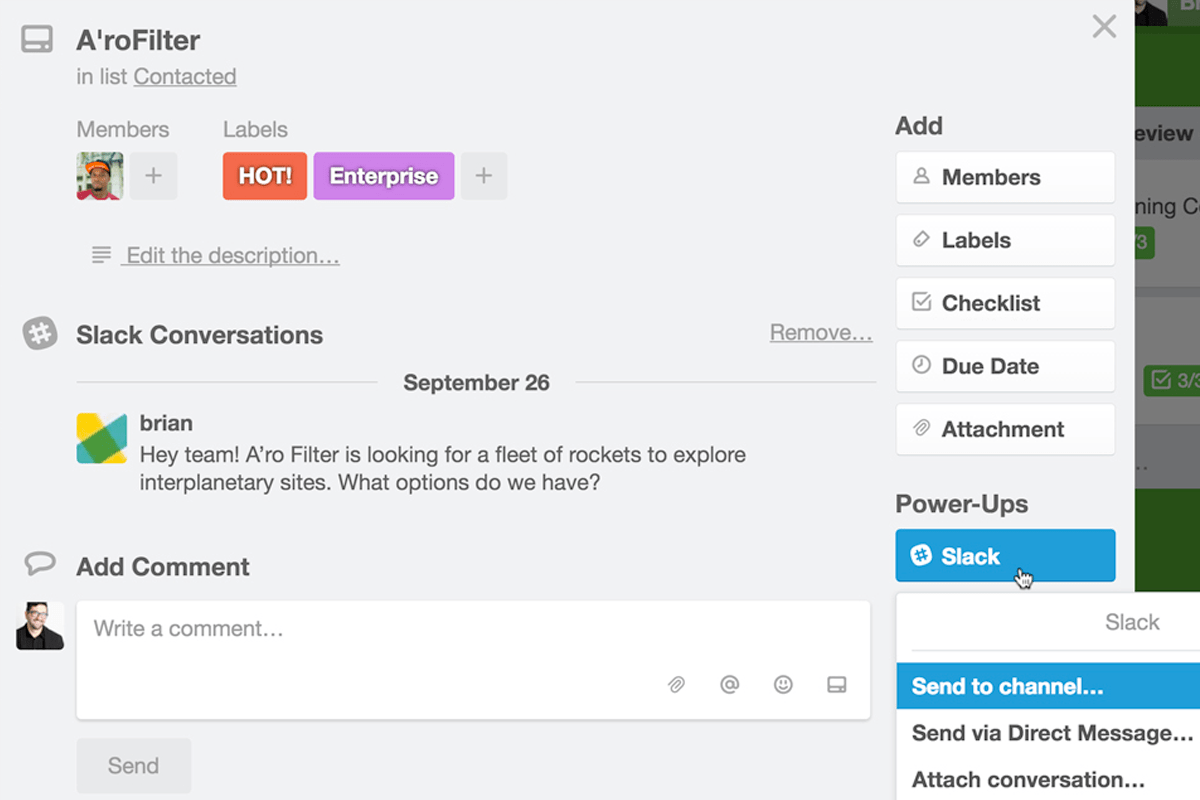 A'roFilter
in list Contacted
Members
Labels
HOT!
Enterprise
Edit the description…
Slack Conversations
Remove…
September 26
brian
Hey team! A’ro Filter is looking for a fleet of rockets to explore
interplanetary sites. What options do we have?
Add Comment
Write a comment…
Send
Add
Members
Labels
Checklist
Due Date
Attachment
Power-Ups
Slack
Slack
Send to channel…
Send via Direct Message…
Attach conversation…
eview
ning C
/3
3/3